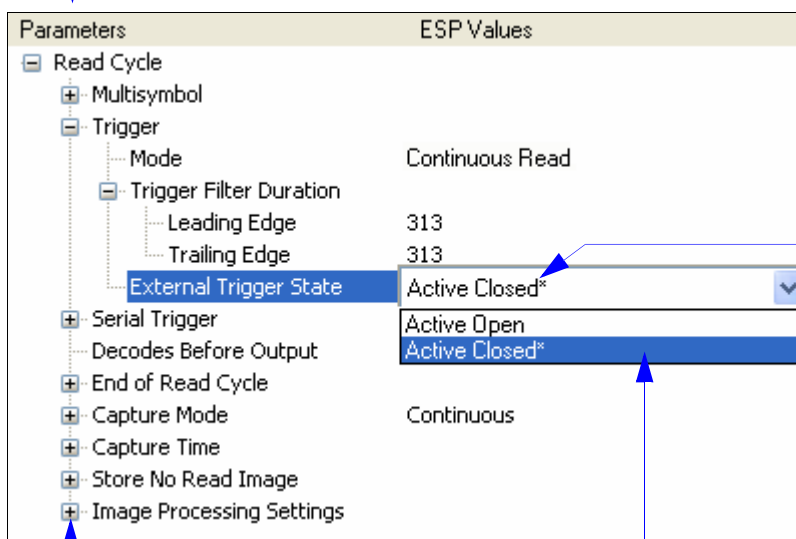 Parameters ESP Values
Read Cycle
Multisymbol
Trigger
Mode Continuous Read
Trigger Filter Duration
Leading Edge 313
Trailing Edge 313
External Trigger State Active Closed*
Serial Trigger Active Open
Decodes Before Output Active Closed*
End of Read Cycle
Capture Mode Continuous
Capture Time
Store No Read Image
Image Processing Settings